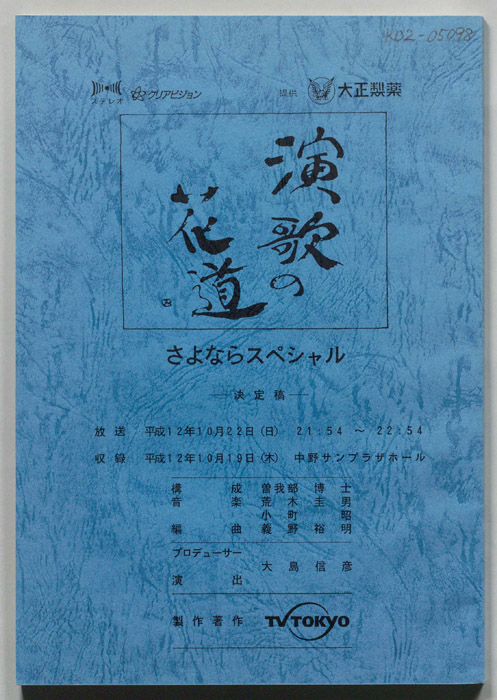 KD2-05098
ステレオ クリアビジョン 提供 大正製薬
演歌の
花道
さよならスペシャル
―決定稿―
放送 平成12年10月22日(日) 21:54 ～ 22:54
収録 平成12年10月19日(木) 中野サンプラザホール
構成 曽我部博士
音楽 荒木圭男
小町昭
編曲 義野裕明
プロデューサー
大島信彦
演出
製作著作 TV TOKYO